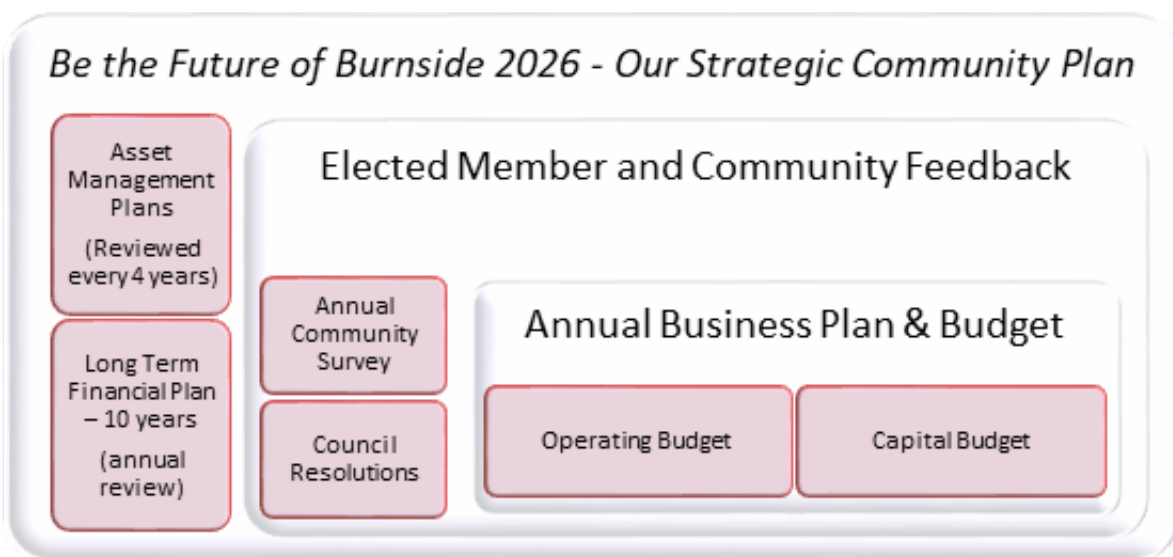 Be the Future of Burnside 2026 - Our Strategic Community Plan
Asset
Management
Plans
(Reviewed
every 4 years)
Long Term
Financial Plan
– 10 years
(annual
review)
Elected Member and Community Feedback
Annual
Community
Survey
Council
Resolutions
Annual Business Plan & Budget
Operating Budget
Capital Budget